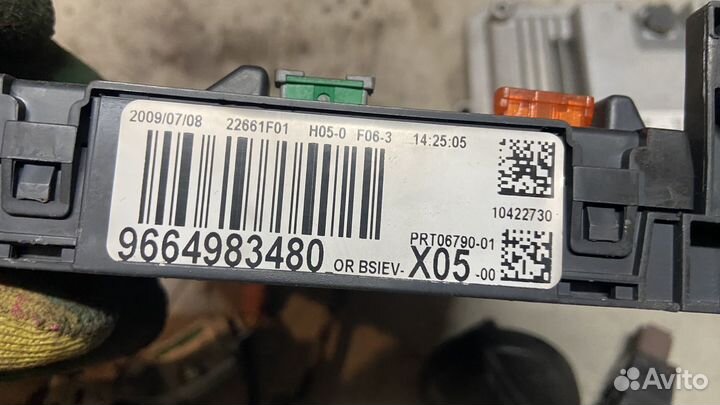 2009/07/08 22661F01 H05-0 F06-3 14:25:05
10422730
PRT06790-01
9664983480 OR BSIEV- X05 -00
Avito